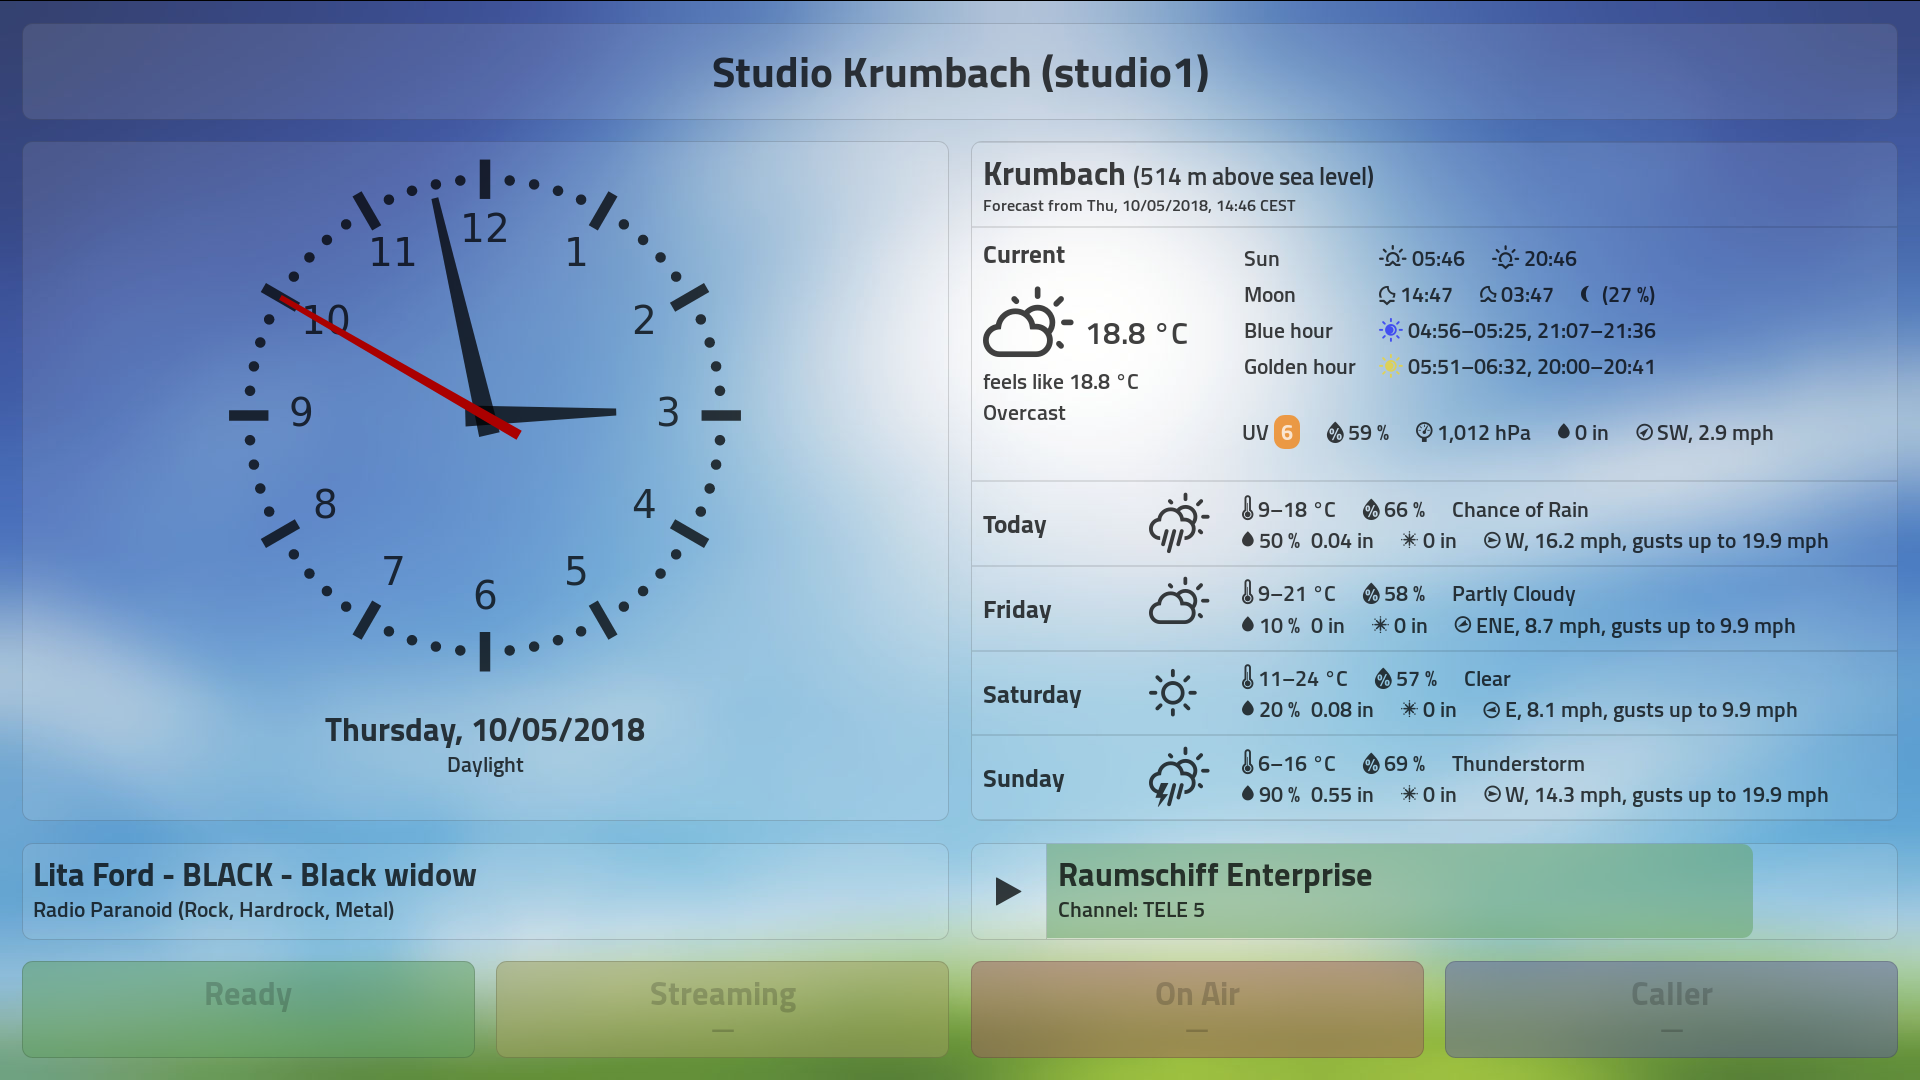 Studio Krumbach (studio1)
12
1
2
3
4
5
6
7
8
9
10
11
Thursday, 10/05/2018
Daylight
Krumbach (514 m above sea level)
Forecast from Thu, 10/05/2018, 14:46 CEST
Current
18.8 °C
feels like 18.8 °C
Overcast
Sun 05:46 20:46
Moon 14:47 03:47 (27 %)
Blue hour 04:56–05:25, 21:07–21:36
Golden hour 05:51–06:32, 20:00–20:41
UV 6 % 59 % 1,012 hPa 0 in SW, 2.9 mph
Today
9–18 °C % 66 % Chance of Rain
50 % 0.04 in 0 in W, 16.2 mph, gusts up to 19.9 mph
Friday
9–21 °C % 58 % Partly Cloudy
10 % 0 in 0 in ENE, 8.7 mph, gusts up to 9.9 mph
Saturday
11–24 °C % 57 % Clear
20 % 0.08 in 0 in E, 8.1 mph, gusts up to 9.9 mph
Sunday
6–16 °C % 69 % Thunderstorm
90 % 0.55 in 0 in W, 14.3 mph, gusts up to 19.9 mph
Lita Ford - BLACK - Black widow
Radio Paranoid (Rock, Hardrock, Metal)
Raumschiff Enterprise
Channel: TELE 5
Ready
Streaming
—
On Air
—
Caller
—